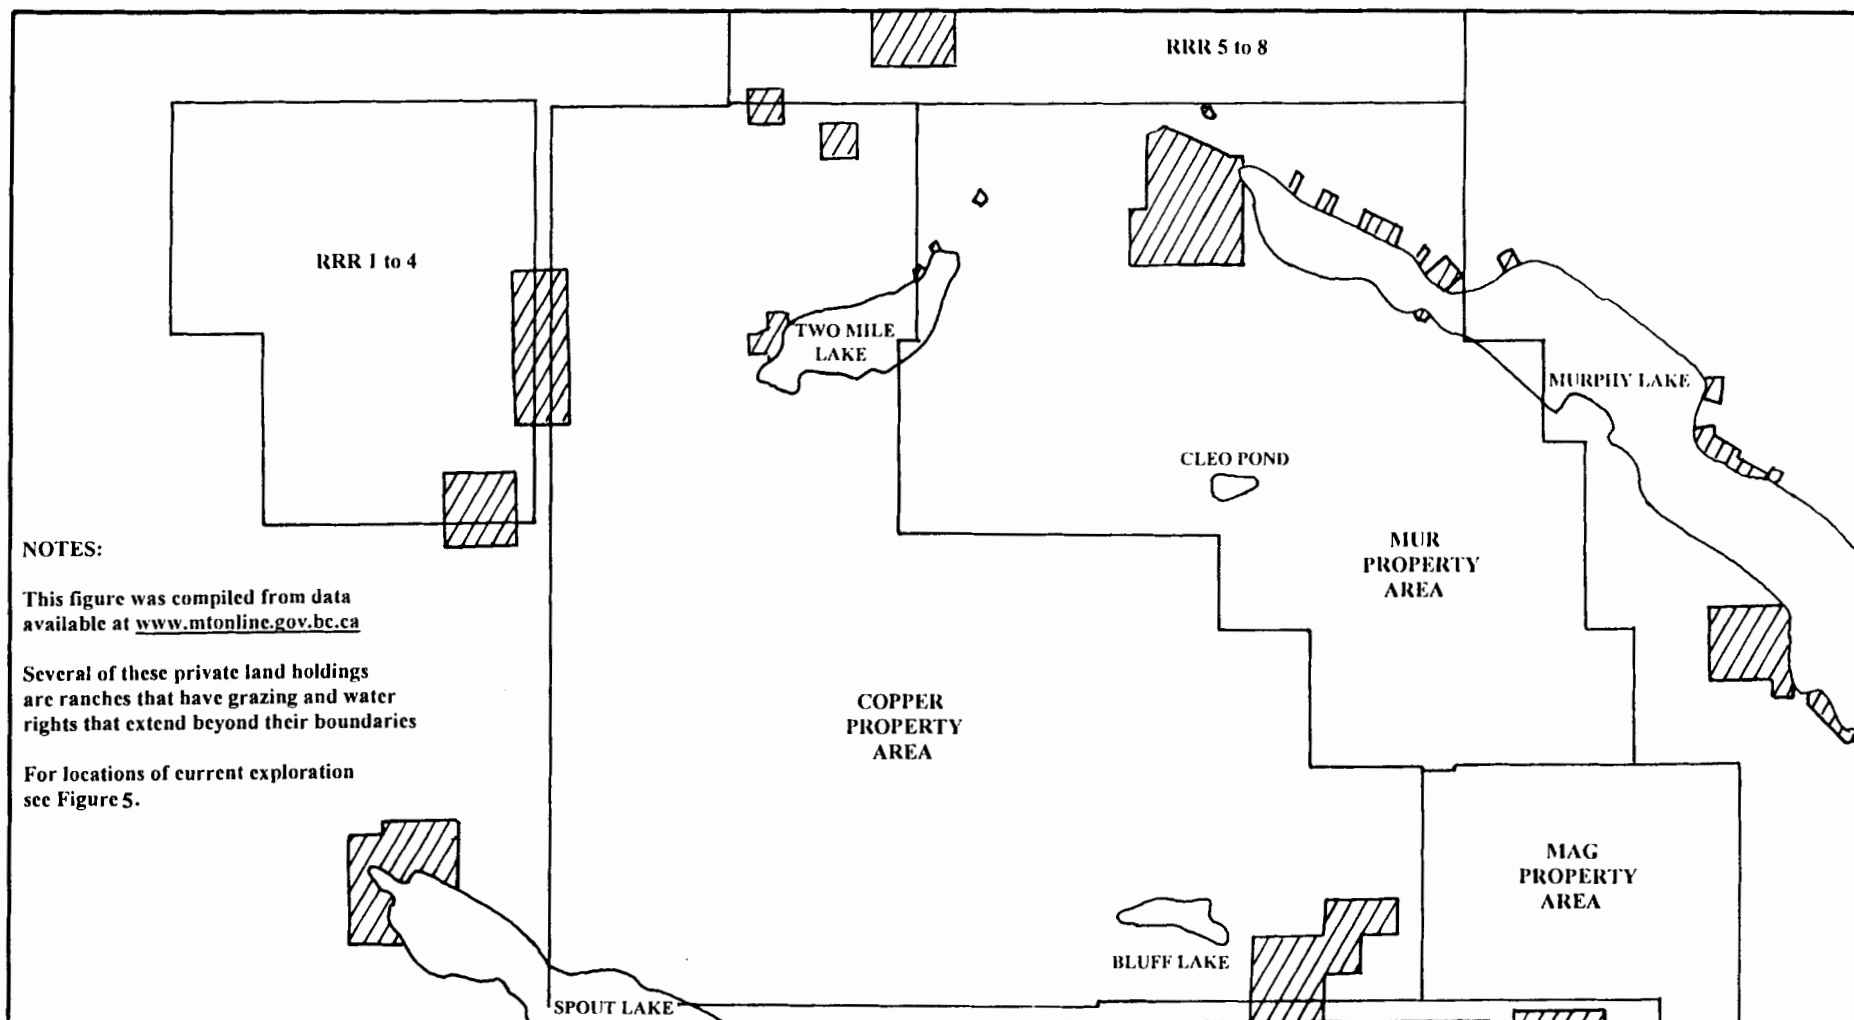 RRR 5 to 8
RRR 1 to 4
TWO MILE
LAKE
MURPHY LAKE
CLEO POND
NOTES:
This figure was compiled from data
available at www.mtonline.gov.bc.ca
Several of these private land holdings
are ranches that have grazing and water
rights that extend beyond their boundaries
For locations of current exploration
see Figure 5.
MUR
PROPERTY
AREA
COPPER
PROPERTY
AREA
MAG
PROPERTY
AREA
BLUFF LAKE
SPOUT LAKE